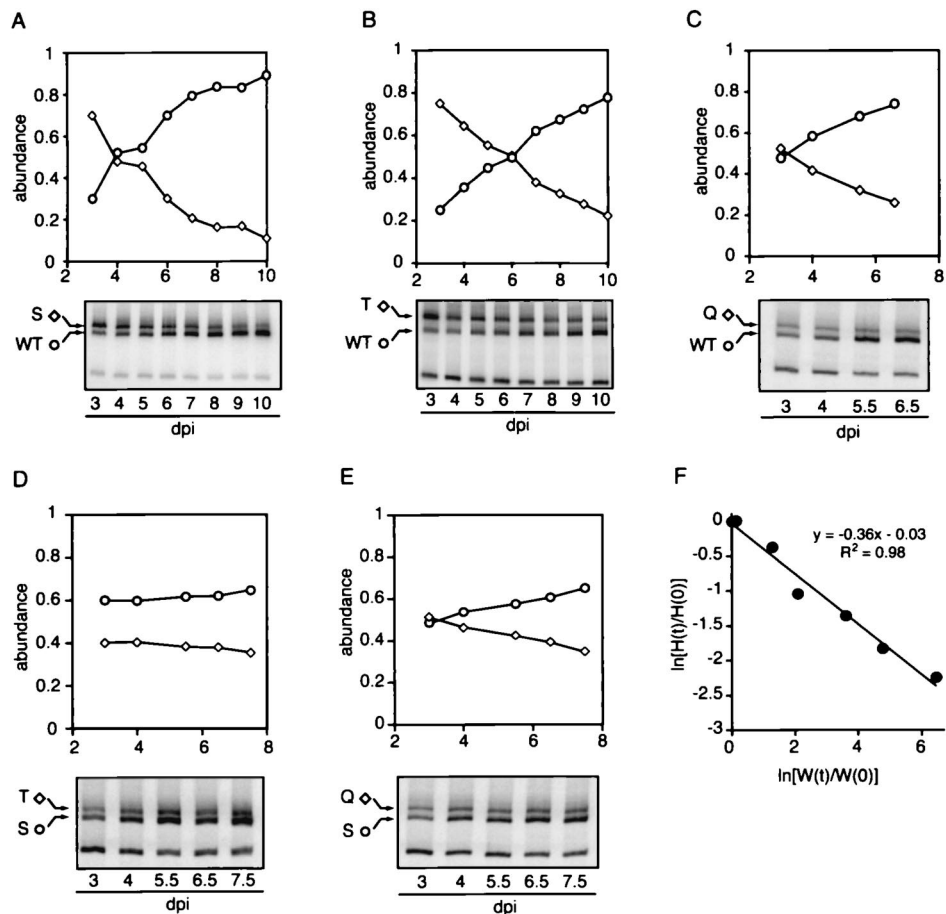 A
1
0.8
0.6
0.4
0.2
0
abundance
2 4 6 8 10
S ◇
WT ○
3 4 5 6 7 8 9 10
dpi
B
1
0.8
0.6
0.4
0.2
0
abundance
2 4 6 8 10
T ◇
WT ○
3 4 5 6 7 8 9 10
dpi
C
1
0.8
0.6
0.4
0.2
0
abundance
2 4 6 8
Q ◇
WT ○
3 4 5.5 6.5
dpi
D
1
0.8
0.6
0.4
0.2
0
abundance
2 4 6 8
T ◇
S ○
3 4 5.5 6.5 7.5
dpi
E
1
0.8
0.6
0.4
0.2
0
abundance
2 4 6 8
Q ◇
S ○
3 4 5.5 6.5 7.5
dpi
F
0
-0.5
-1
-1.5
-2
-2.5
-3
ln[H(t)/H(0)]
y = -0.36x - 0.03
R² = 0.98
0 2 4 6
ln[W(t)/W(0)]